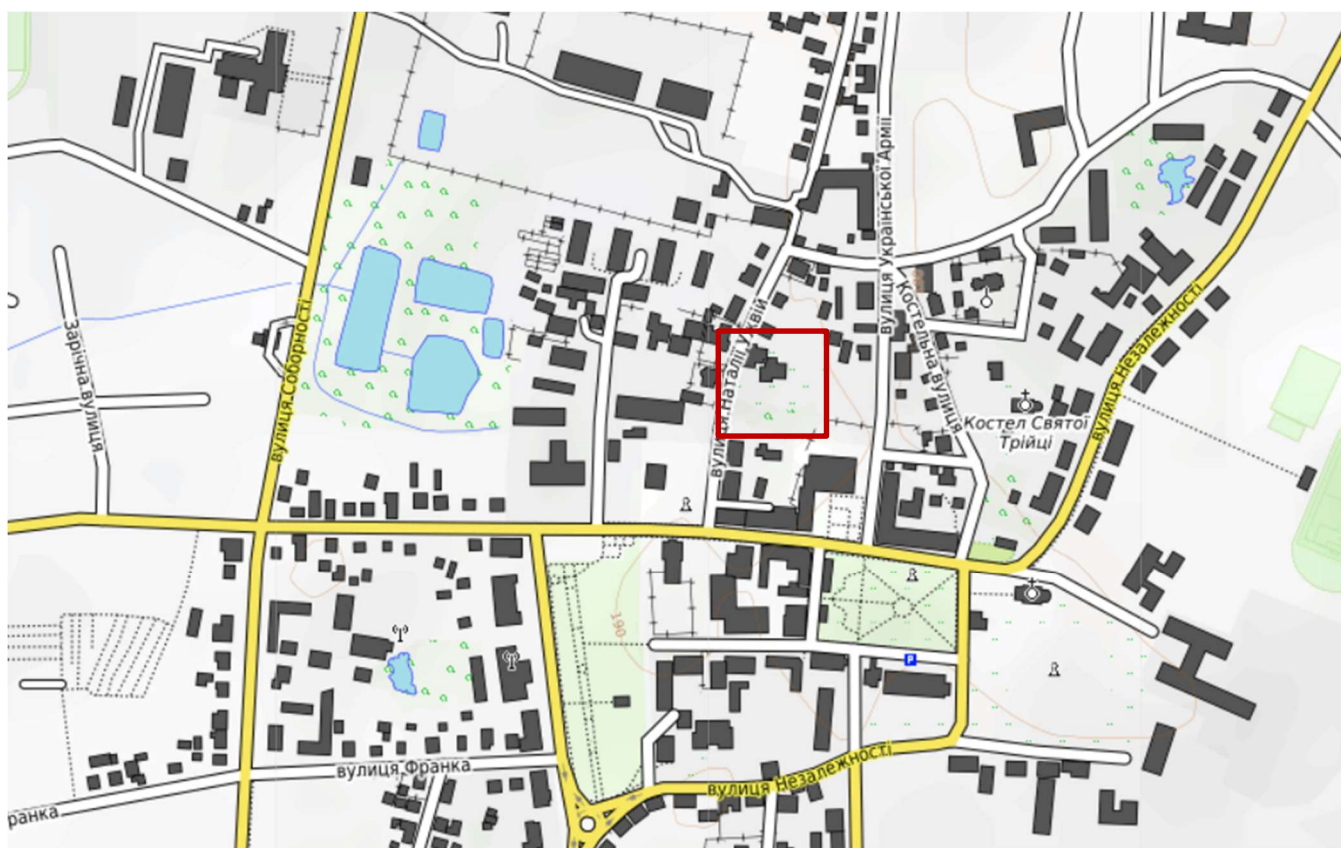 вулиця Української Армії
Костельна вулиця
вулиця Наталії Ужвій
вулиця Незалежності
вулиця Соборності
Зарічна вулиця
Костел Святої
Трійці
190
P
вулиця Франка
вулиця Незалежності
ранка